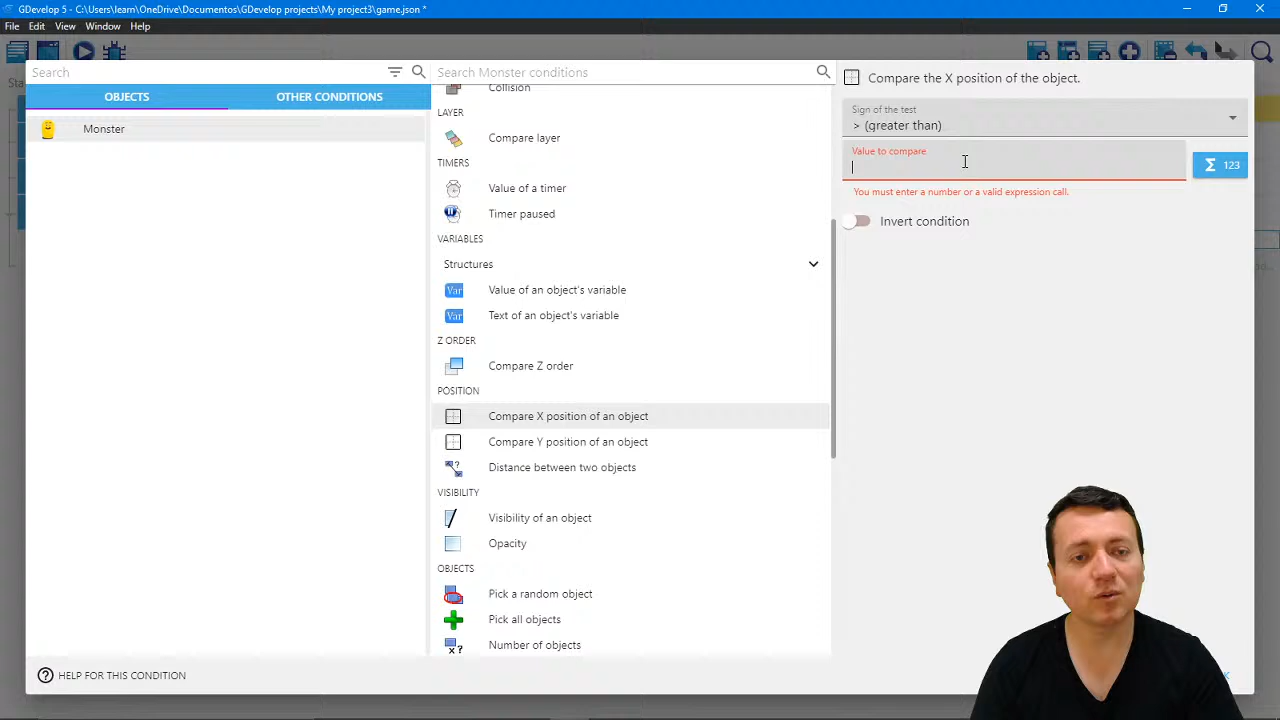 GDevelop 5 - C:\Users\learn\OneDrive\Documentos\GDevelop projects\My project3\game.json *
File Edit View Window Help
Search
Search Monster conditions
OBJECTS
OTHER CONDITIONS
Monster
Collision
LAYER
Compare layer
TIMERS
Value of a timer
Timer paused
VARIABLES
Structures
Var Value of an object's variable
Var Text of an object's variable
Z ORDER
Compare Z order
POSITION
Compare X position of an object
Compare Y position of an object
Distance between two objects
VISIBILITY
Visibility of an object
Opacity
OBJECTS
Pick a random object
Pick all objects
Number of objects
Compare the X position of the object.
Sign of the test
> (greater than)
Value to compare
Σ 123
You must enter a number or a valid expression call.
Invert condition
HELP FOR THIS CONDITION